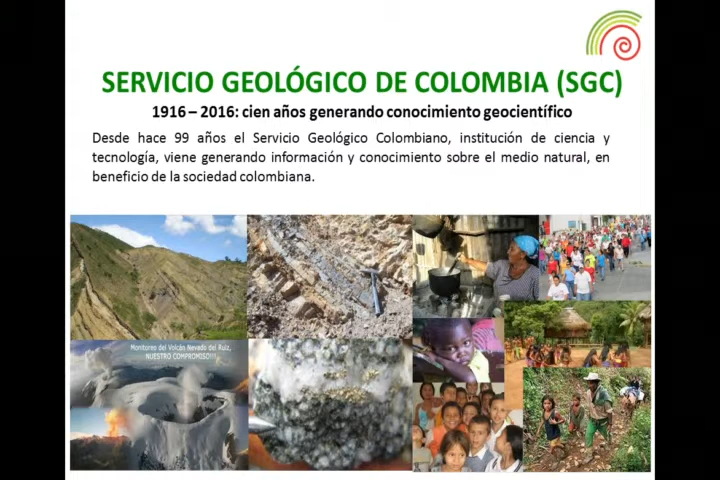 SERVICIO GEOLÓGICO DE COLOMBIA (SGC)
1916 – 2016: cien años generando conocimiento geocientífico
Desde hace 99 años el Servicio Geológico Colombiano, institución de ciencia y
tecnología, viene generando información y conocimiento sobre el medio natural, en
beneficio de la sociedad colombiana.
Monitoreo del Volcán Nevado del Ruiz,
NUESTRO COMPROMISO!!!